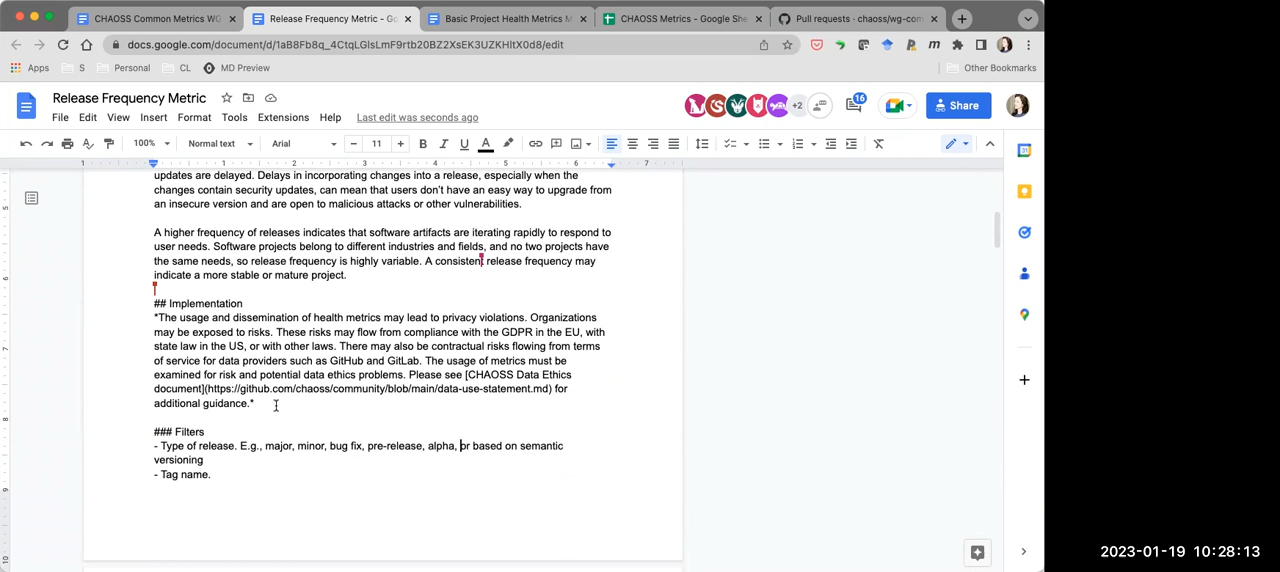 CHAOSS Common Metrics WG
Release Frequency Metric - Go
Basic Project Health Metrics M
CHAOSS Metrics - Google She
Pull requests · chaoss/wg-com
docs.google.com/document/d/1aB8Fb8q_4CtqLGlsLmF9rtb20BZ2XsEK3UZKHltX0d8/edit
Apps S Personal CL MD Preview Other Bookmarks
Release Frequency Metric
+2
16
Share
File Edit View Insert Format Tools Extensions Help Last edit was seconds ago
100% Normal text Arial 11 B I U A
1 1 2 3 4 5 6 7
updates are delayed. Delays in incorporating changes into a release, especially when the
changes contain security updates, can mean that users don't have an easy way to upgrade from
an insecure version and are open to malicious attacks or other vulnerabilities.
A higher frequency of releases indicates that software artifacts are iterating rapidly to respond to
user needs. Software projects belong to different industries and fields, and no two projects have
the same needs, so release frequency is highly variable. A consistent release frequency may
indicate a more stable or mature project.
## Implementation
*The usage and dissemination of health metrics may lead to privacy violations. Organizations
may be exposed to risks. These risks may flow from compliance with the GDPR in the EU, with
state law in the US, or with other laws. There may also be contractual risks flowing from terms
of service for data providers such as GitHub and GitLab. The usage of metrics must be
examined for risk and potential data ethics problems. Please see [CHAOSS Data Ethics
document](https://github.com/chaoss/community/blob/main/data-use-statement.md) for
additional guidance.*
### Filters
- Type of release. E.g., major, minor, bug fix, pre-release, alpha, or based on semantic
versioning
- Tag name.
2023-01-19 10:28:13